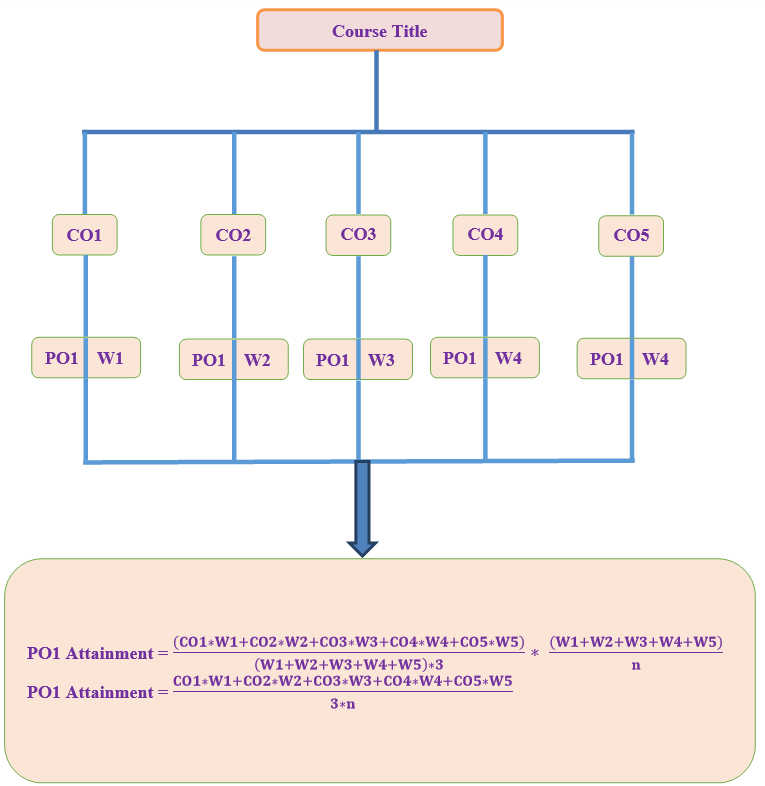 Course Title
CO1 CO2 CO3 CO4 CO5
PO1 W1 PO1 W2 PO1 W3 PO1 W4 PO1 W4
PO1 Attainment = (CO1*W1+CO2*W2+CO3*W3+CO4*W4+CO5*W5) / (W1+W2+W3+W4+W5)*3 * (W1+W2+W3+W4+W5) / n
PO1 Attainment = CO1*W1+CO2*W2+CO3*W3+CO4*W4+CO5*W5 / 3*n